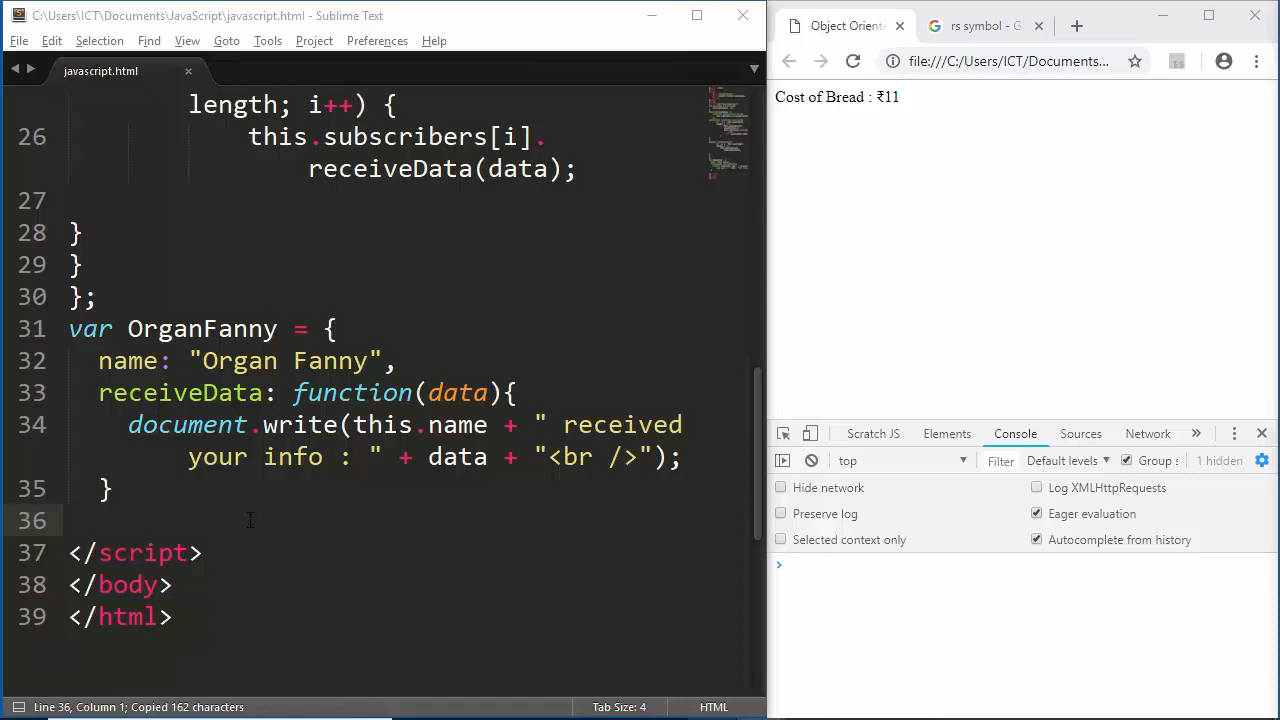 C:\Users\ICT\Documents\JavaScript\javascript.html - Sublime Text
File Edit Selection Find View Goto Tools Project Preferences Help
javascript.html
length; i++) {
26 this.subscribers[i].
receiveData(data);
27
28 }
29 }
30 };
31 var OrganFanny = {
32 name: "Organ Fanny",
33 receiveData: function(data){
34 document.write(this.name + " received
your info : " + data + "<br />");
35 }
36
37 </script>
38 </body>
39 </html>
Line 36, Column 1; Copied 162 characters Tab Size: 4 HTML
Object Oriente rs symbol - G
file:///C:/Users/ICT/Documents...
Cost of Bread : ₹11
Scratch JS Elements Console Sources Network
top Filter Default levels Group s 1 hidden
Hide network Log XMLHttpRequests
Preserve log Eager evaluation
Selected context only Autocomplete from history